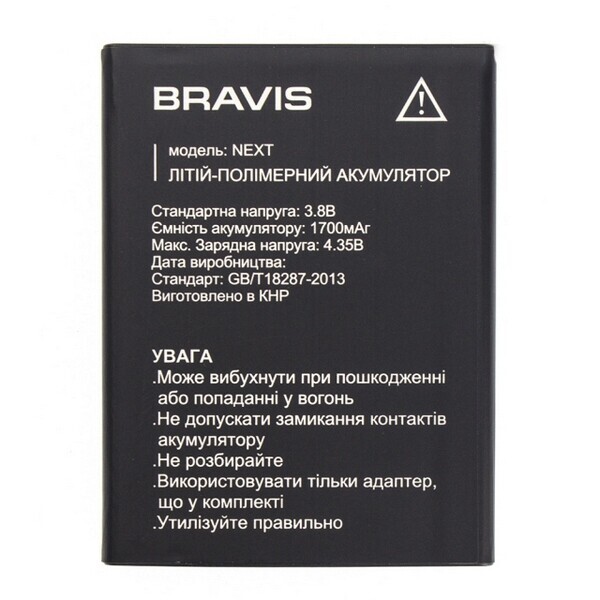 BRAVIS
модель: NEXT
ЛІТІЙ-ПОЛІМЕРНИЙ АКУМУЛЯТОР
Стандартна напруга: 3.8В
Ємність акумулятору: 1700мАг
Макс. Зарядна напруга: 4.35В
Дата виробництва:
Стандарт: GB/T18287-2013
Виготовлено в КНР
УВАГА
.Може вибухнути при пошкодженні
або попаданні у вогонь
.Не допускати замикання контактів
акумулятору
.Не розбирайте
.Використовувати тільки адаптер,
що у комплекті
.Утилізуйте правильно